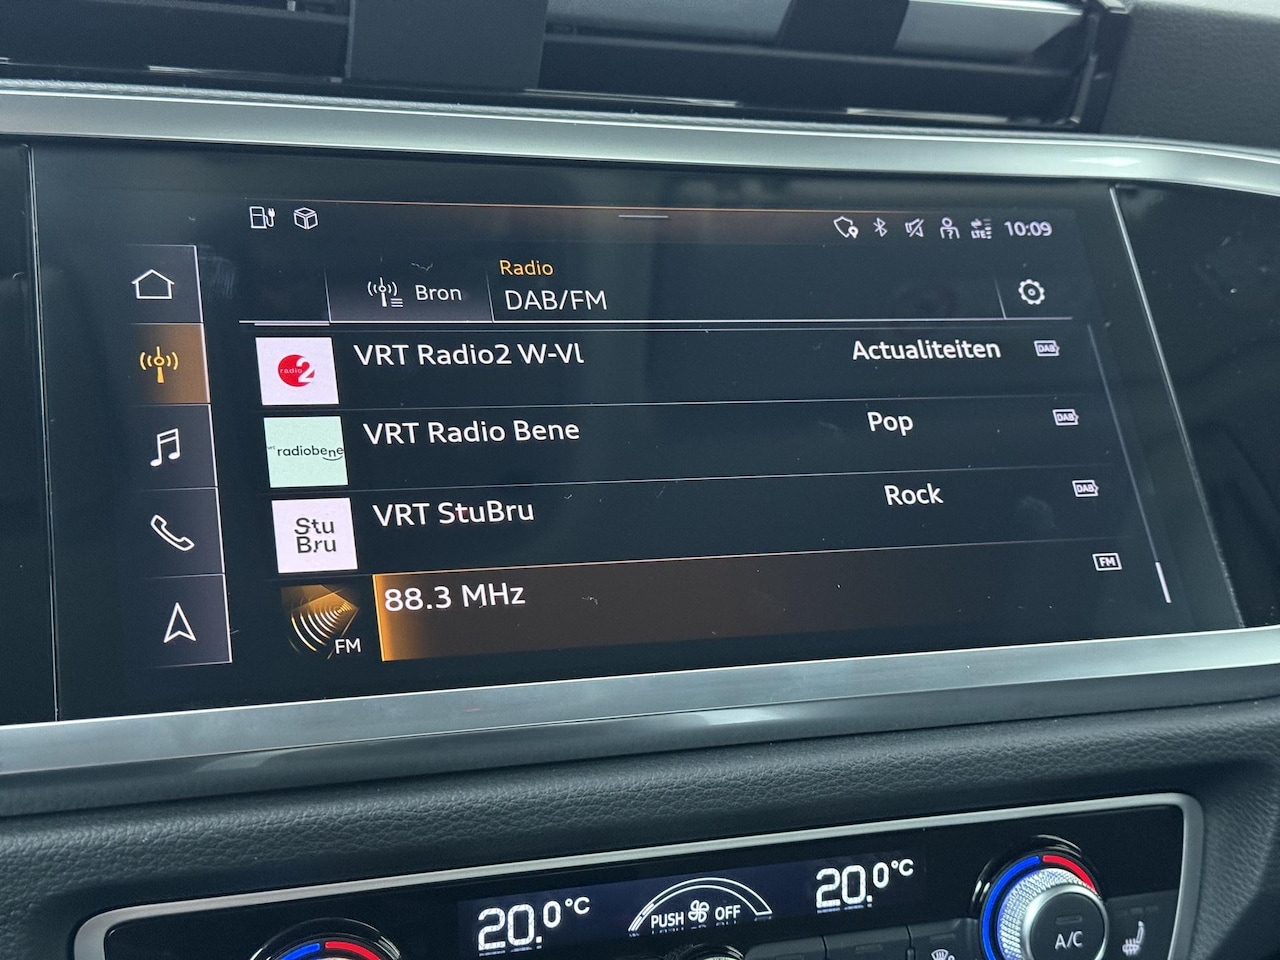 LTE 10:09
Bron
Radio
DAB/FM
radio 2
VRT Radio2 W-Vl
Actualiteiten
DAB
radiobene
VRT Radio Bene
Pop
DAB
Stu
Bru
VRT StuBru
Rock
DAB
FM
88.3 MHz
FM
20.0°C
PUSH OFF
20.0°C
A/C